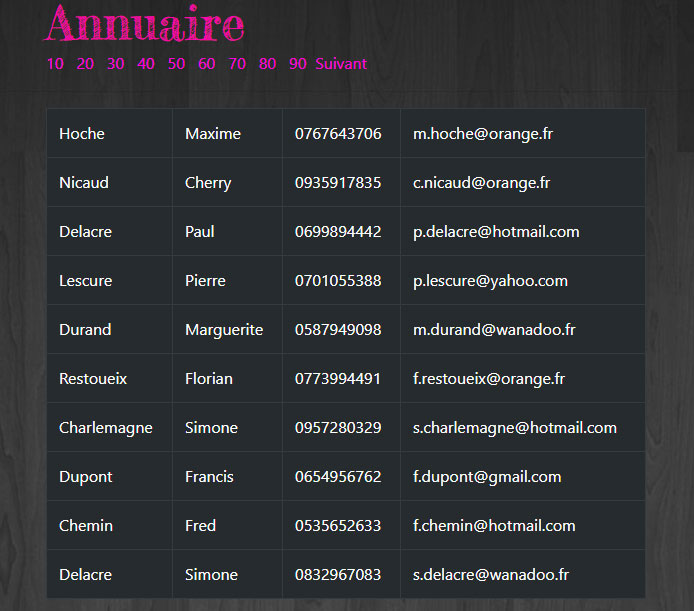 Annuaire
10 20 30 40 50 60 70 80 90 Suivant
Hoche Maxime 0767643706 m.hoche@orange.fr
Nicaud Cherry 0935917835 c.nicaud@orange.fr
Delacre Paul 0699894442 p.delacre@hotmail.com
Lescure Pierre 0701055388 p.lescure@yahoo.com
Durand Marguerite 0587949098 m.durand@wanadoo.fr
Restoueix Florian 0773994491 f.restoueix@orange.fr
Charlemagne Simone 0957280329 s.charlemagne@hotmail.com
Dupont Francis 0654956762 f.dupont@gmail.com
Chemin Fred 0535652633 f.chemin@hotmail.com
Delacre Simone 0832967083 s.delacre@wanadoo.fr